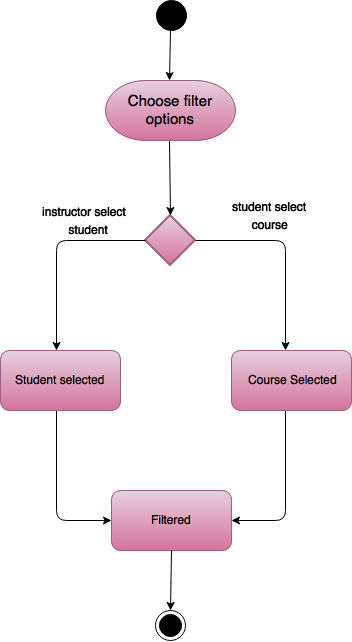 Choose filter
options
instructor select
student
student select
course
Student selected
Course Selected
Filtered